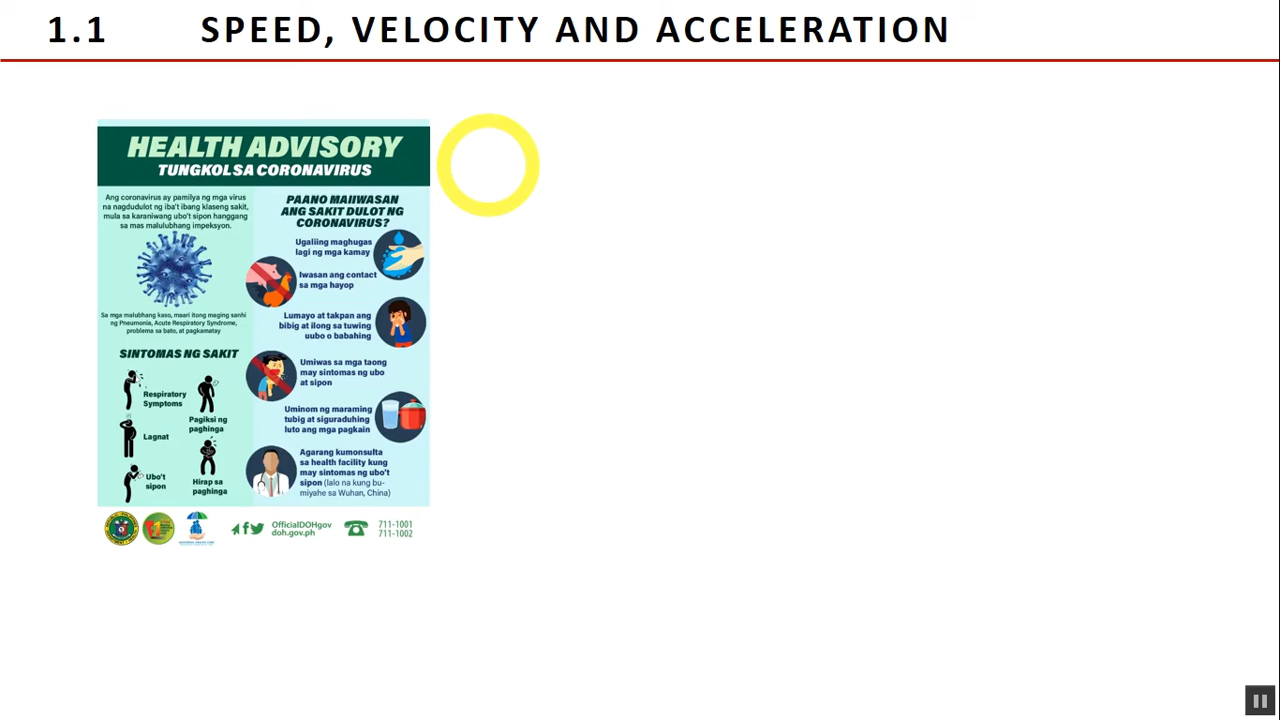 1.1 SPEED, VELOCITY AND ACCELERATION
HEALTH ADVISORY
TUNGKOL SA CORONAVIRUS
Ang coronavirus ay pamilya ng mga virus
na nagdudulot ng iba't ibang klaseng sakit,
mula sa karaniwang ubo't sipon hanggang
sa mas malulubhang impeksyon.
Sa mga malubhang kaso, maari itong maging sanhi
ng Pneumonia, Acute Respiratory Syndrome,
problema sa bato, at pagkamatay
SINTOMAS NG SAKIT
Respiratory
Symptoms
Pagiksi ng
paghinga
Lagnat
Ubo't
sipon
Hirap sa
paghinga
PAANO MAIIWASAN
ANG SAKIT DULOT NG
CORONAVIRUS?
Ugaliing maghugas
lagi ng mga kamay
Iwasan ang contact
sa mga hayop
Lumayo at takpan ang
bibig at ilong sa tuwing
uubo o babahing
Umiwas sa mga taong
may sintomas ng ubo
at sipon
Uminom ng maraming
tubig at siguraduhing
luto ang mga pagkain
Agarang kumonsulta
sa health facility kung
may sintomas ng ubo't
sipon (lalo na kung bu-
miyahe sa Wuhan, China)
OfficialDOHgov
doh.gov.ph
711-1001
711-1002